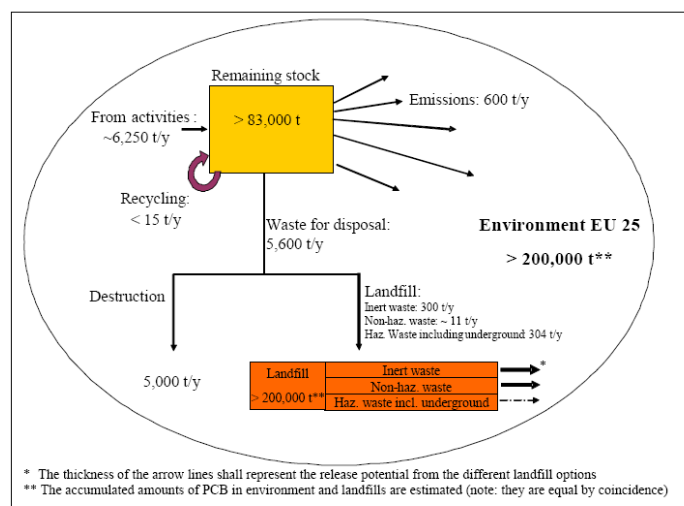 Remaining stock
> 83,000 t
Emissions: 600 t/y
From activities :
~6,250 t/y
Recycling:
< 15 t/y
Waste for disposal:
5,600 t/y
Environment EU 25
> 200,000 t**
Destruction
Landfill:
Inert waste: 300 t/y
Non-haz. waste: ~ 11 t/y
Haz. Waste including underground: 304 t/y
5,000 t/y
Landfill
> 200,000 t**
Inert waste
Non-haz. waste
Haz. waste incl. underground
*
* The thickness of the arrow lines shall represent the release potential from the different landfill options
** The accumulated amounts of PCB in environment and landfills are estimated (note: they are equal by coincidence)